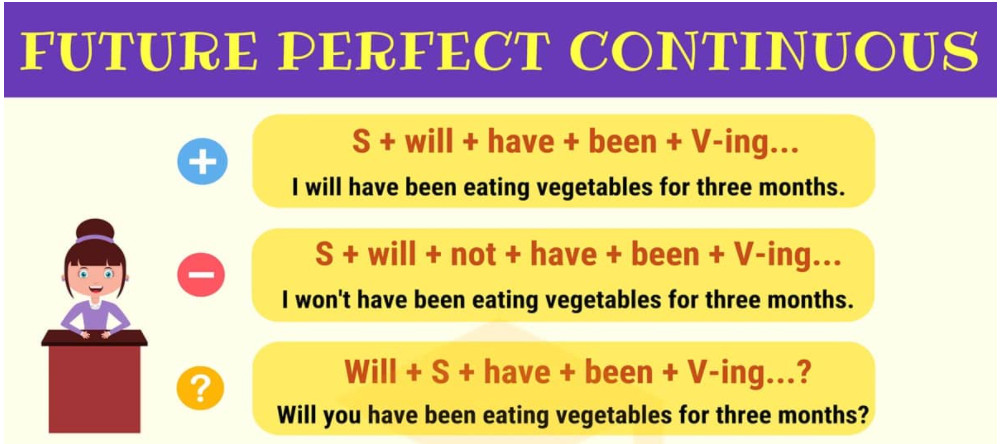 FUTURE PERFECT CONTINUOUS
+
S + will + have + been + V-ing...
I will have been eating vegetables for three months.
−
S + will + not + have + been + V-ing...
I won't have been eating vegetables for three months.
?
Will + S + have + been + V-ing...?
Will you have been eating vegetables for three months?